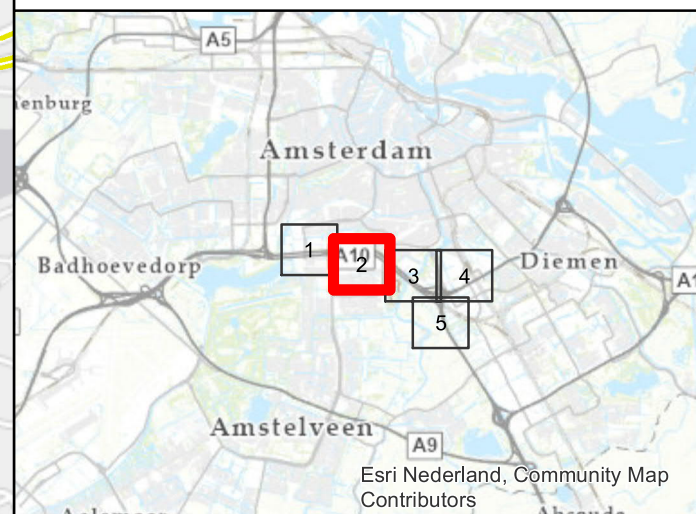 A5
enburg
Amsterdam
1
A10
2
Badhoevedorp
3
4
Diemen
A1
5
Amstelveen
A9
Esri Nederland, Community Map
Contributors